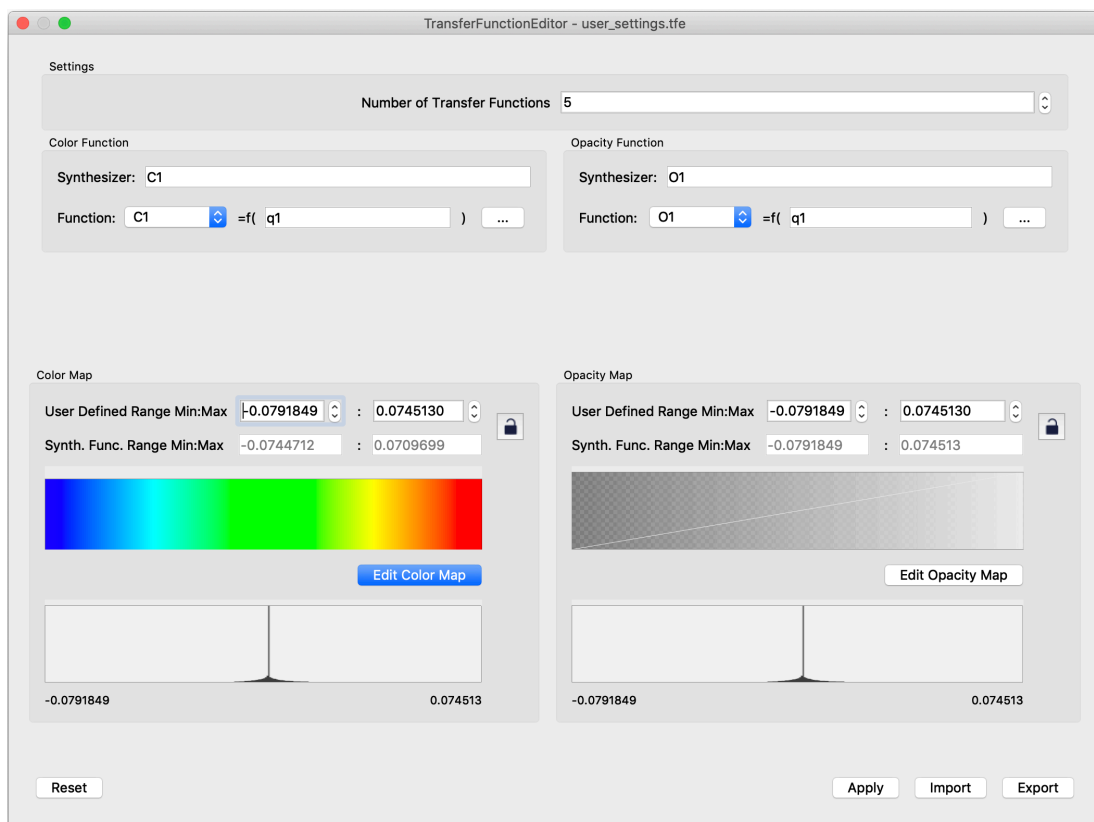 TransferFunctionEditor - user_settings.tfe
Settings
Number of Transfer Functions 5
Color Function
Synthesizer: C1
Function: C1 =f( q1 ) ...
Opacity Function
Synthesizer: O1
Function: O1 =f( q1 ) ...
Color Map
User Defined Range Min:Max -0.0791849 : 0.0745130
Synth. Func. Range Min:Max -0.0744712 : 0.0709699
Edit Color Map
-0.0791849 0.074513
Opacity Map
User Defined Range Min:Max -0.0791849 : 0.0745130
Synth. Func. Range Min:Max -0.0791849 : 0.074513
Edit Opacity Map
-0.0791849 0.074513
Reset Apply Import Export